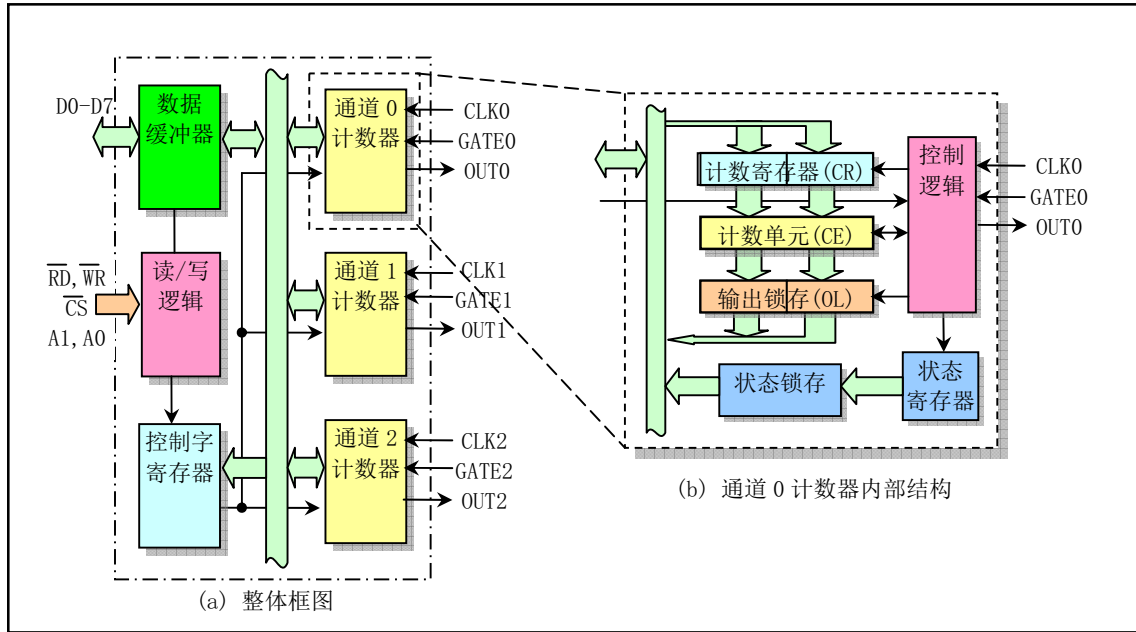 D0-D7
数据
缓冲器
通道 0
计数器
CLK0
GATE0
OUT0
R̅D̅,W̅R̅
C̅S̅
A1,A0
读/写
逻辑
通道 1
计数器
CLK1
GATE1
OUT1
控制字
寄存器
通道 2
计数器
CLK2
GATE2
OUT2
(a) 整体框图
计数寄存器(CR)
计数单元(CE)
输出锁存(OL)
控制
逻辑
CLK0
GATE0
OUT0
状态锁存
状态
寄存器
(b) 通道 0 计数器内部结构